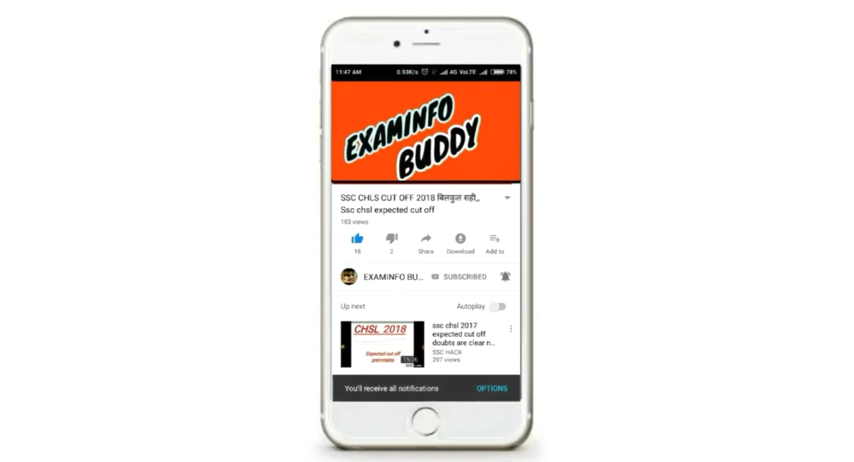 11:47 AM 0.93K/s 4G VoLTE 78%
EXAMINFO
BUDDY
SSC CHLS CUT OFF 2018 बिलकुल सही,,
Ssc chsl expected cut off
183 views
18 2 Share Download Add to
EXAMINFO BU... SUBSCRIBED
Up next Autoplay
CHSL 2018
Expected cut off
15:26
ssc chsl 2017
expected cut off
doubts are clear n...
SSC HACK
297 views
You'll receive all notifications OPTIONS